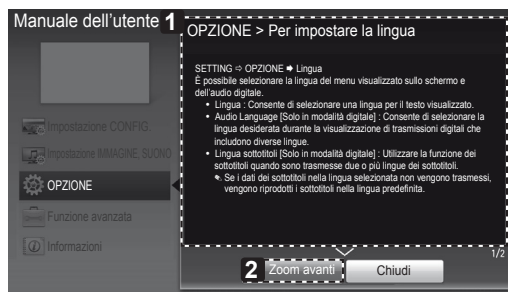 Manuale dell'utente
1
OPZIONE > Per impostare la lingua
SETTING ⇨ OPZIONE ➡ Lingua
È possibile selezionare la lingua del menu visualizzato sullo schermo e
dell'audio digitale.
• Lingua : Consente di selezionare una lingua per il testo visualizzato.
• Audio Language [Solo in modalità digitale] : Consente di selezionare la
lingua desiderata durante la visualizzazione di trasmissioni digitali che
includono diverse lingue.
• Lingua sottotitoli [Solo in modalità digitale] : Utilizzare la funzione dei
sottotitoli quando sono trasmesse due o più lingue dei sottotitoli.
✎ Se i dati dei sottotitoli nella lingua selezionata non vengono trasmessi,
vengono riprodotti i sottotitoli nella lingua predefinita.
Impostazione CONFIG.
Impostazione IMMAGINE, SUONO
OPZIONE
Funzione avanzata
Informazioni
1/2
2
Zoom avanti
Chiudi